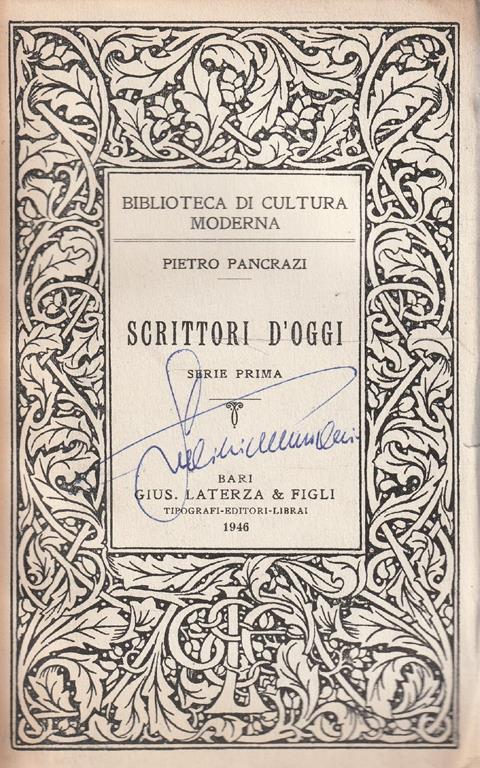 BIBLIOTECA DI CULTURA
MODERNA
PIETRO PANCRAZI
SCRITTORI D'OGGI
SERIE PRIMA
BARI
GIUS. LATERZA & FIGLI
TIPOGRAFI-EDITORI-LIBRAI
1946